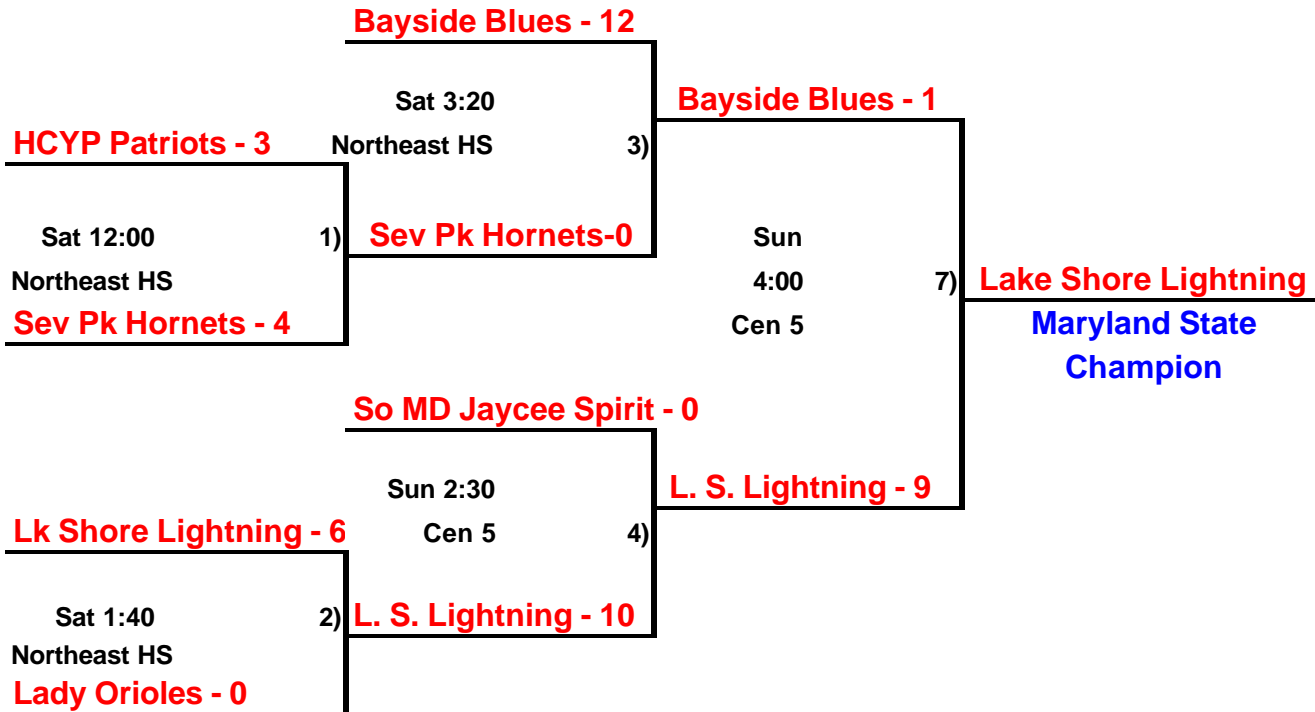 Bayside Blues - 12
Sat 3:20
Bayside Blues - 1
HCYP Patriots - 3
Northeast HS
3)
Sat 12:00
1)
Sev Pk Hornets-0
Sun
Northeast HS
4:00
7)
Lake Shore Lightning
Sev Pk Hornets - 4
Cen 5
Maryland State
Champion
So MD Jaycee Spirit - 0
Sun 2:30
L. S. Lightning - 9
Lk Shore Lightning - 6
Cen 5
4)
Sat 1:40
2)
L. S. Lightning - 10
Northeast HS
Lady Orioles - 0